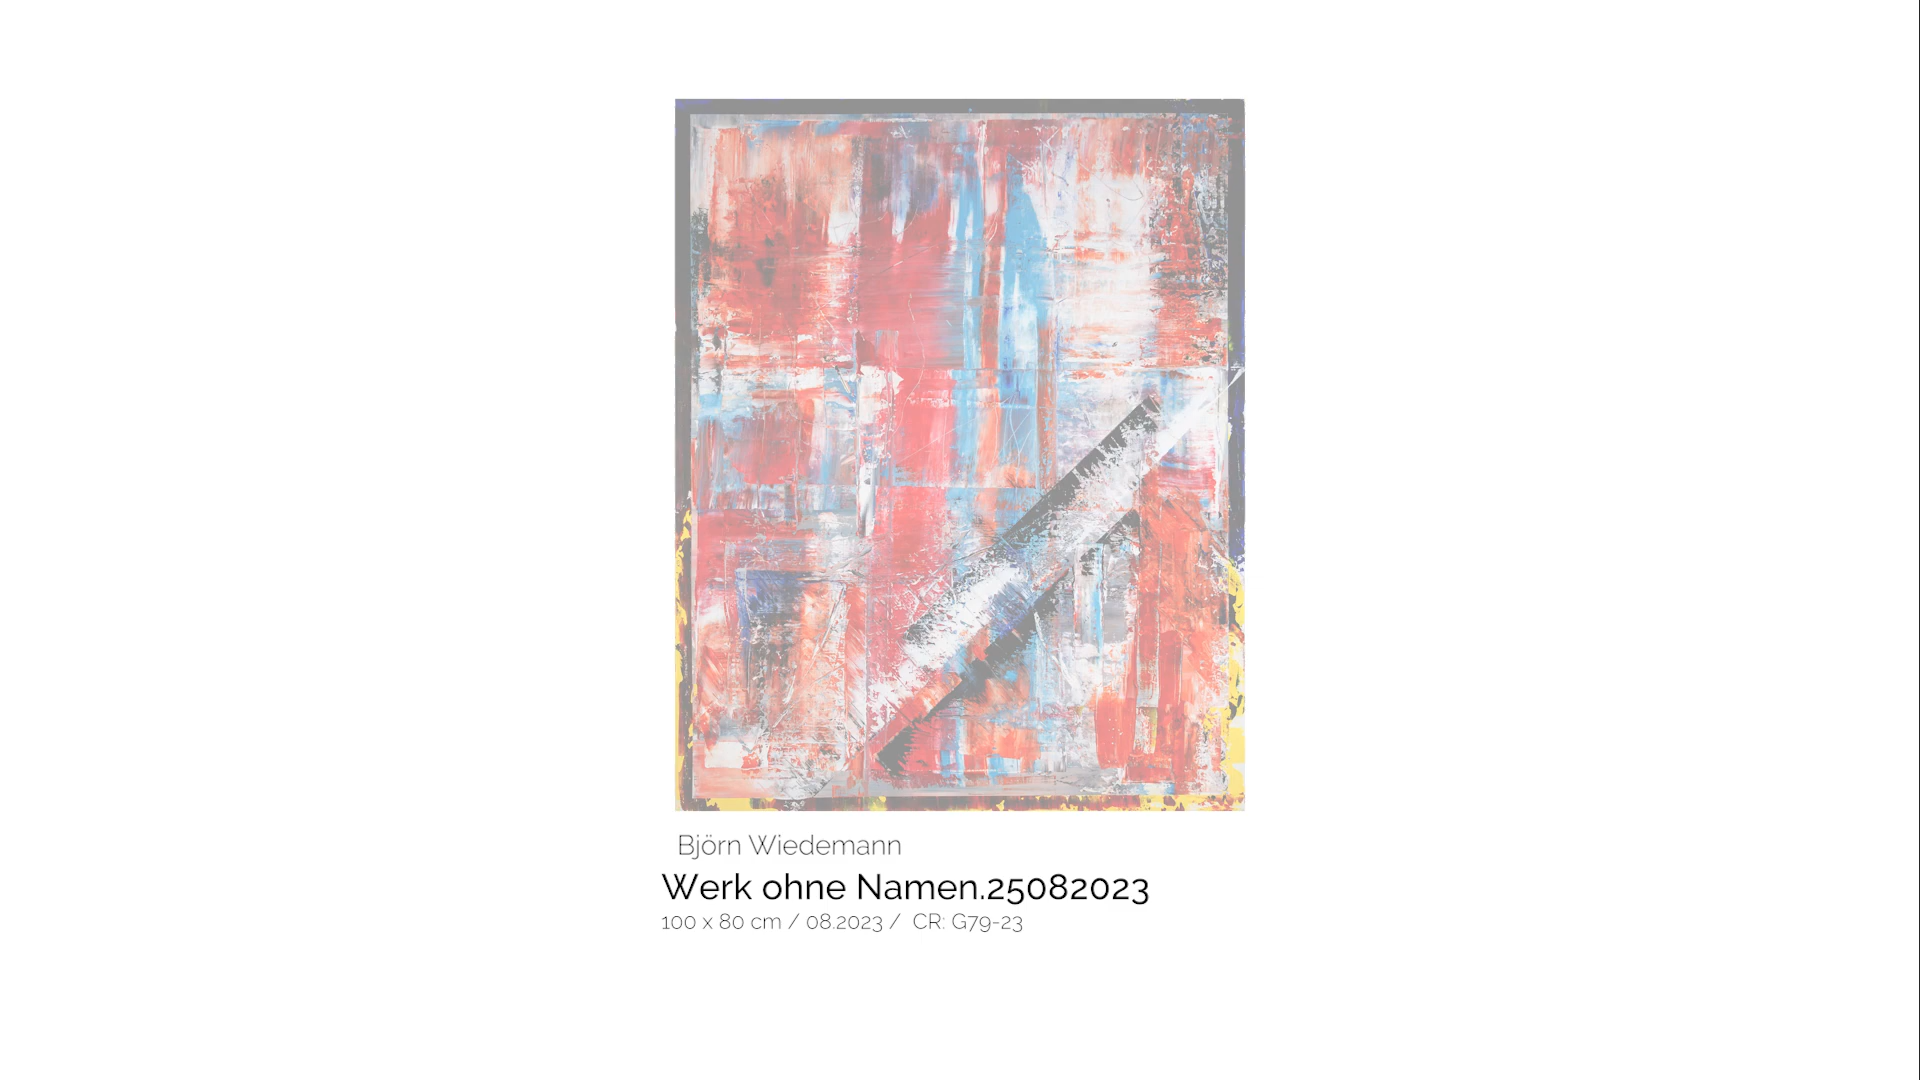 Björn Wiedemann
Werk ohne Namen.25082023
100 x 80 cm / 08.2023 / CR: G79-23